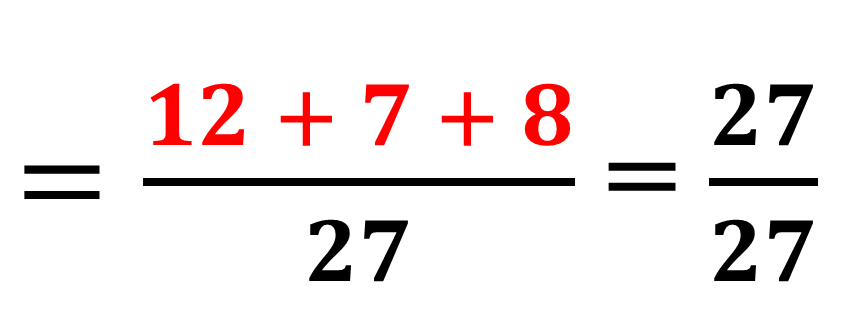 = 12 + 7 + 8 / 27 = 27 / 27